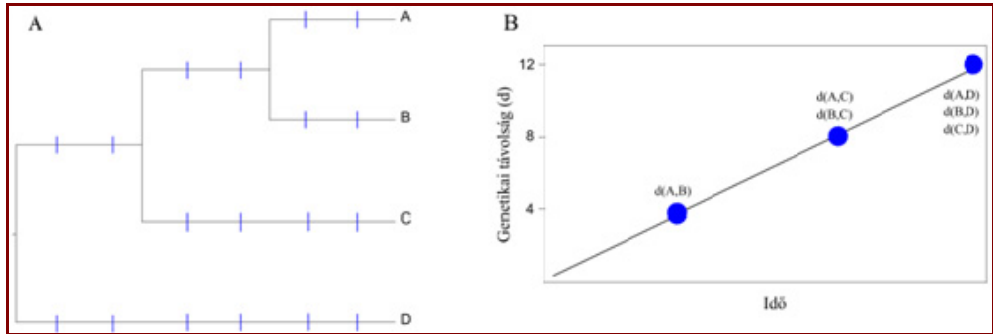 A
A
B
C
D
B
Genetikai távolság (d)
12
8
4
d(A,B)
d(A,C)
d(B,C)
d(A,D)
d(B,D)
d(C,D)
Idő